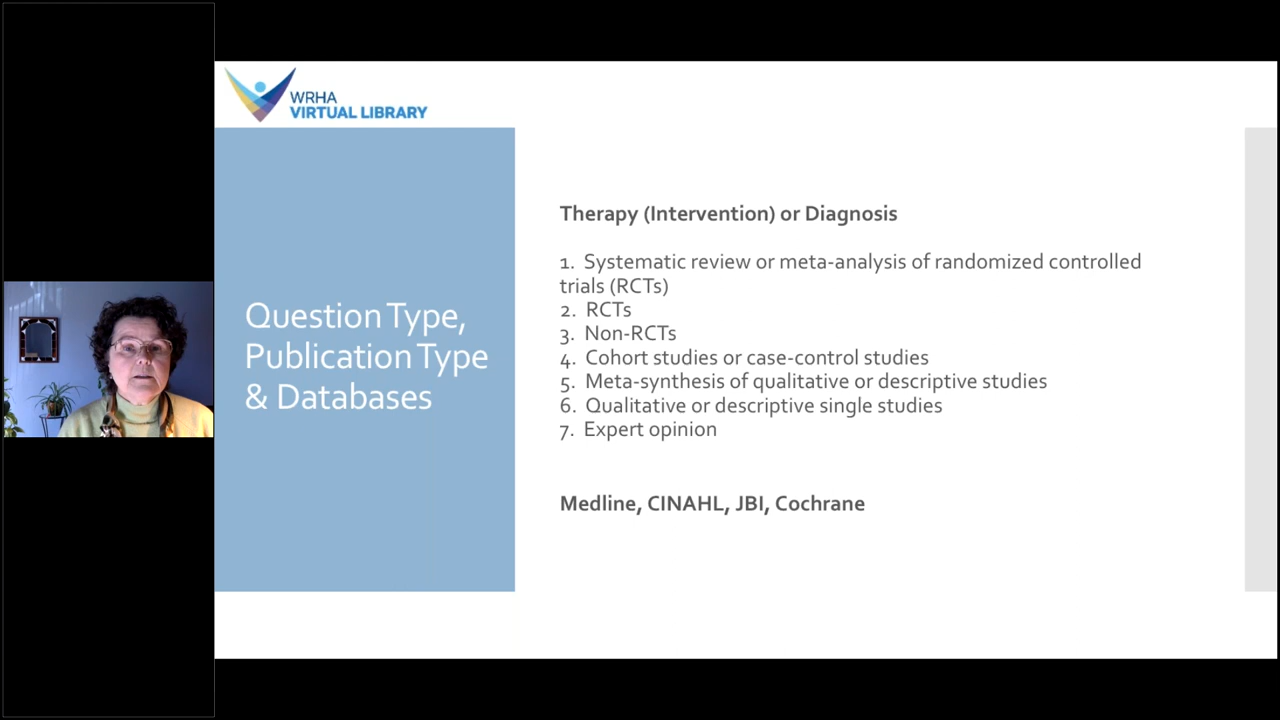 WRHA
VIRTUAL LIBRARY
Question Type,
Publication Type
& Databases
Therapy (Intervention) or Diagnosis
1. Systematic review or meta-analysis of randomized controlled
trials (RCTs)
2. RCTs
3. Non-RCTs
4. Cohort studies or case-control studies
5. Meta-synthesis of qualitative or descriptive studies
6. Qualitative or descriptive single studies
7. Expert opinion
Medline, CINAHL, JBI, Cochrane